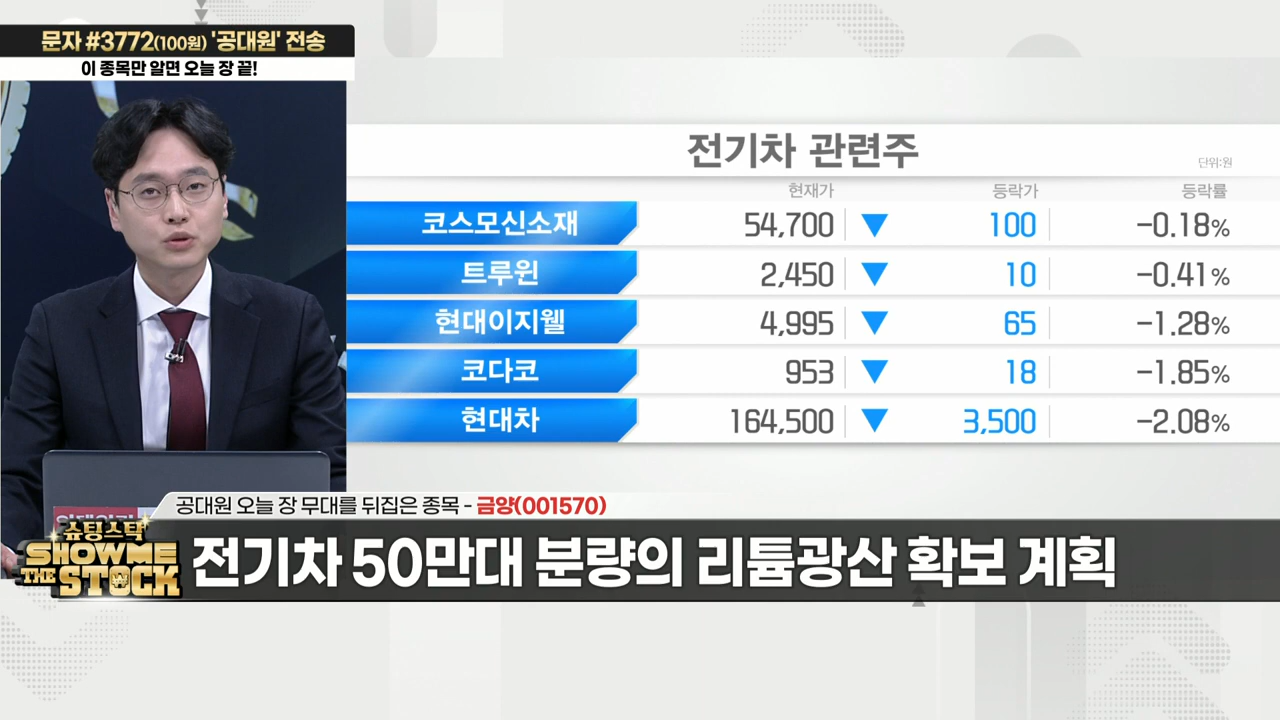 문자 #3772(100원) '공대원' 전송
이 종목만 알면 오늘 장 끝!
전기차 관련주
단위:원
현재가 등락가 등락률
코스모신소재 54,700 ▼ 100 -0.18%
트루윈 2,450 ▼ 10 -0.41%
현대이지웰 4,995 ▼ 65 -1.28%
코다코 953 ▼ 18 -1.85%
현대차 164,500 ▼ 3,500 -2.08%
공대원 오늘 장 무대를 뒤집은 종목 - 금양(001570)
슈팅스탁
SHOW ME
THE STOCK
전기차 50만대 분량의 리튬광산 확보 계획